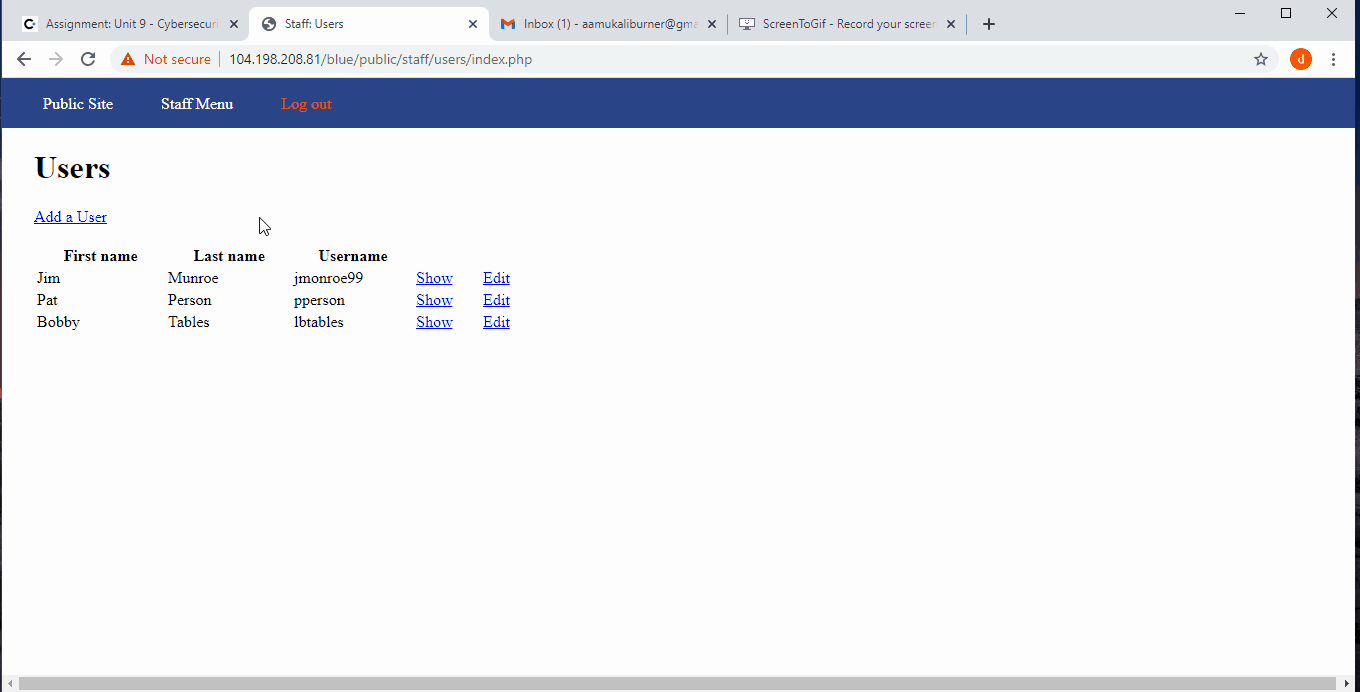 Assignment: Unit 9 - Cybersecuri
Staff: Users
Inbox (1) - aamukaliburner@gma
ScreenToGif - Record your screen
Not secure
104.198.208.81/blue/public/staff/users/index.php
d
Public Site Staff Menu Log out
Users
Add a User
First name Last name Username
Jim Munroe jmonroe99 Show Edit
Pat Person pperson Show Edit
Bobby Tables lbtables Show Edit